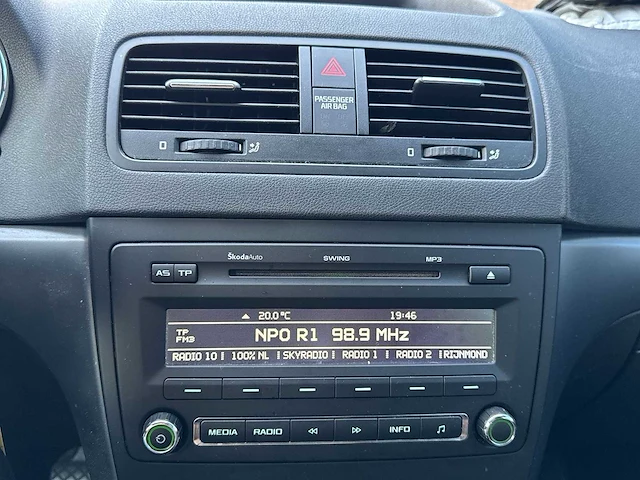 PASSENGER
AIR BAG
0
0
ŠkodaAuto SWING MP3
AS TP
20.0°C 19:46
TP
FM3
NPO R1 98.9 MHz
RADIO 10 100% NL SKYRADIO RADIO 1 RADIO 2 RIJNMOND
MEDIA RADIO INFO